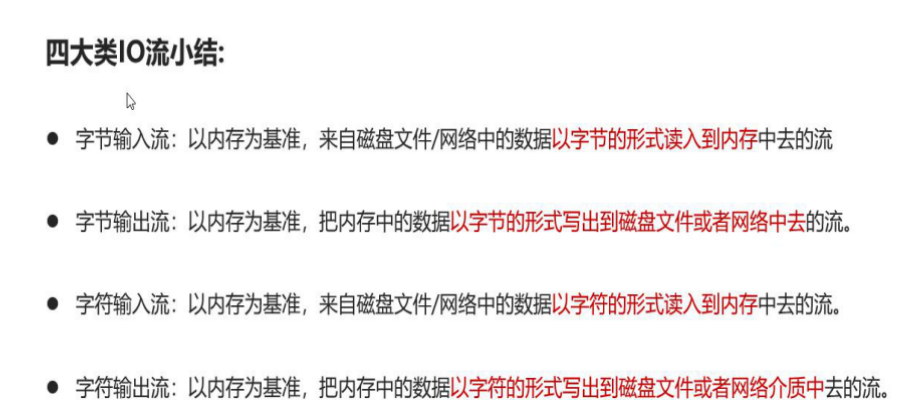 四大类IO流小结:
● 字节输入流：以内存为基准，来自磁盘文件/网络中的数据以字节的形式读入到内存中去的流
● 字节输出流：以内存为基准，把内存中的数据以字节的形式写出到磁盘文件或者网络中去的流。
● 字符输入流：以内存为基准，来自磁盘文件/网络中的数据以字符的形式读入到内存中去的流。
● 字符输出流：以内存为基准，把内存中的数据以字符的形式写出到磁盘文件或者网络介质中去的流。